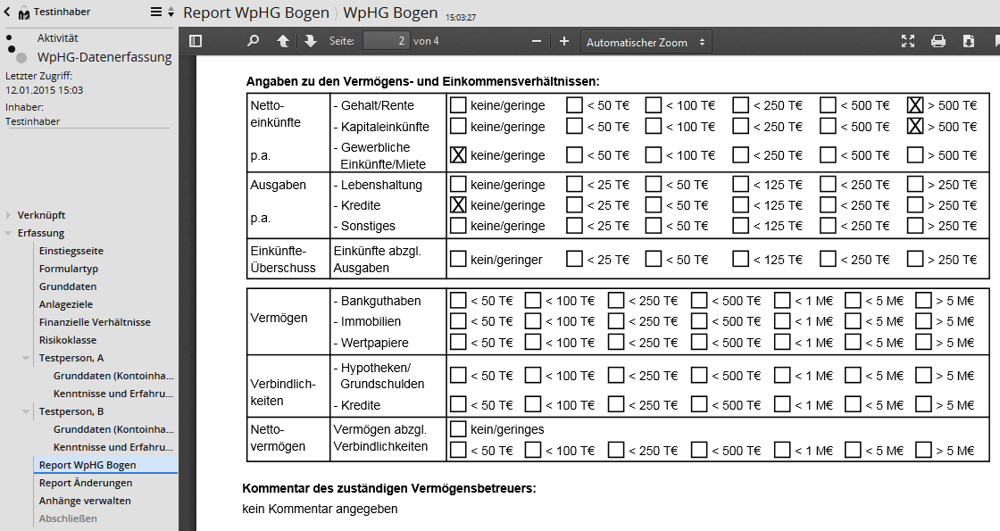 Testinhaber
Report WpHG Bogen 〉 WpHG Bogen 15:03:27
Aktivität
WpHG-Datenerfassung
Letzter Zugriff:
12.01.2015 15:03
Inhaber:
Testinhaber
Verknüpft
Erfassung
Einstiegsseite
Formulartyp
Grunddaten
Anlageziele
Finanzielle Verhältnisse
Risikoklasse
Testperson, A
Grunddaten (Kontoinha...
Kenntnisse und Erfahru...
Testperson, B
Grunddaten (Kontoinha...
Kenntnisse und Erfahru...
Report WpHG Bogen
Report Änderungen
Anhänge verwalten
Abschließen
Seite: 2 von 4
Automatischer Zoom
Angaben zu den Vermögens- und Einkommensverhältnissen:
Netto-
einkünfte
p.a.
- Gehalt/Rente keine/geringe < 50 T€ < 100 T€ < 250 T€ < 500 T€ X > 500 T€
- Kapitaleinkünfte keine/geringe < 50 T€ < 100 T€ < 250 T€ < 500 T€ X > 500 T€
- Gewerbliche
Einkünfte/Miete X keine/geringe < 50 T€ < 100 T€ < 250 T€ < 500 T€ > 500 T€
Ausgaben
p.a.
- Lebenshaltung keine/geringe < 25 T€ < 50 T€ < 125 T€ < 250 T€ > 250 T€
- Kredite X keine/geringe < 25 T€ < 50 T€ < 125 T€ < 250 T€ > 250 T€
- Sonstiges keine/geringe < 25 T€ < 50 T€ < 125 T€ < 250 T€ > 250 T€
Einkünfte-
Überschuss
Einkünfte abzgl.
Ausgaben kein/geringer < 25 T€ < 50 T€ < 125 T€ < 250 T€ > 250 T€
Vermögen
- Bankguthaben < 50 T€ < 100 T€ < 250 T€ < 500 T€ < 1 M€ < 5 M€ > 5 M€
- Immobilien < 50 T€ < 100 T€ < 250 T€ < 500 T€ < 1 M€ < 5 M€ > 5 M€
- Wertpapiere < 50 T€ < 100 T€ < 250 T€ < 500 T€ < 1 M€ < 5 M€ > 5 M€
Verbindlich-
keiten
- Hypotheken/
Grundschulden < 50 T€ < 100 T€ < 250 T€ < 500 T€ < 1 M€ < 5 M€ > 5 M€
- Kredite < 50 T€ < 100 T€ < 250 T€ < 500 T€ < 1 M€ < 5 M€ > 5 M€
Netto-
vermögen
Vermögen abzgl.
Verbindlichkeiten
kein/geringes
< 50 T€ < 100 T€ < 250 T€ < 500 T€ < 1 M€ < 5 M€ > 5 M€
Kommentar des zuständigen Vermögensbetreuers:
kein Kommentar angegeben